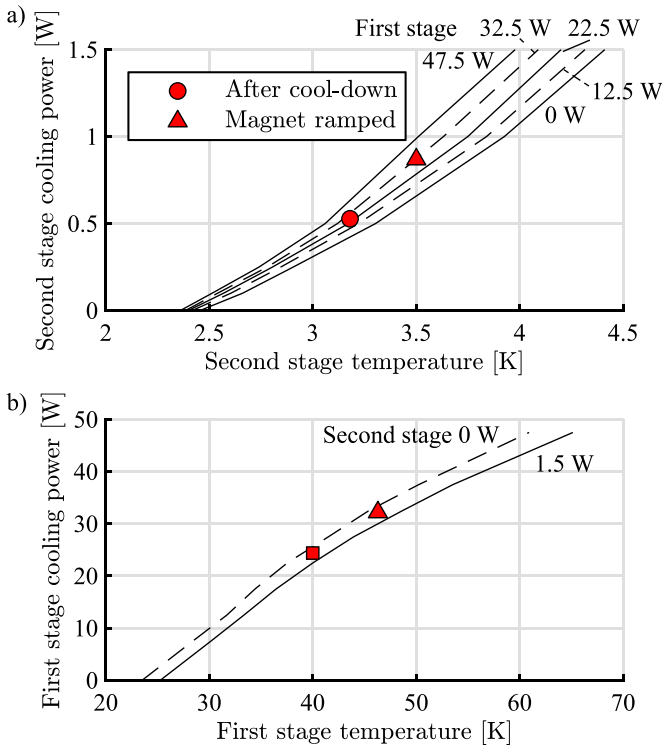 a)
Second stage cooling power [W]
First stage 32.5 W 22.5 W
47.5 W
12.5 W
0 W
After cool-down
Magnet ramped
1.5
1
0.5
0
2 2.5 3 3.5 4 4.5
Second stage temperature [K]
b)
First stage cooling power [W]
Second stage 0 W
1.5 W
50
40
30
20
10
0
20 30 40 50 60 70
First stage temperature [K]